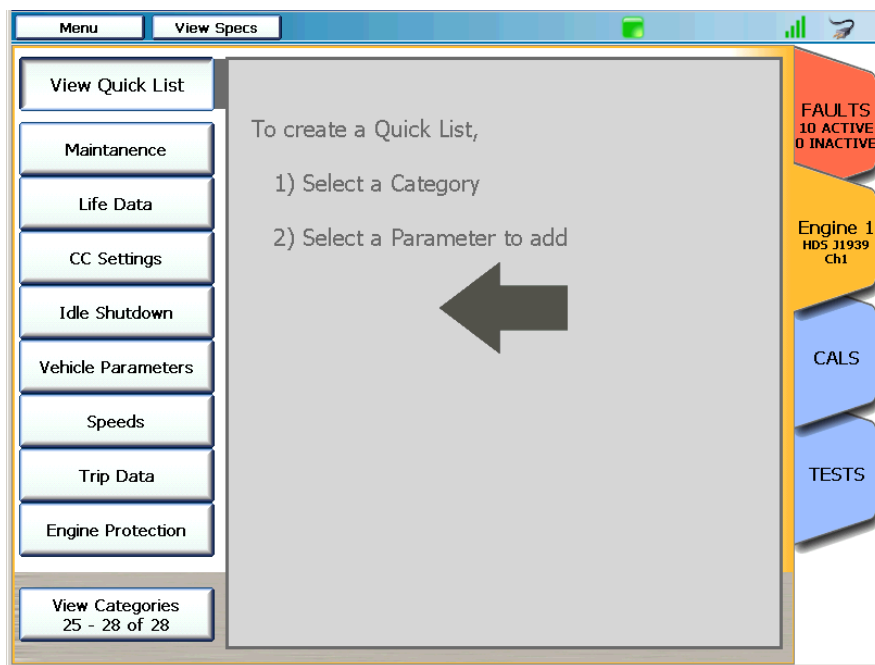 Menu
View Specs
View Quick List
Maintanence
Life Data
CC Settings
Idle Shutdown
Vehicle Parameters
Speeds
Trip Data
Engine Protection
View Categories
25 - 28 of 28
To create a Quick List,
1) Select a Category
2) Select a Parameter to add
FAULTS
10 ACTIVE
0 INACTIVE
Engine 1
HDS J1939
Ch1
CALS
TESTS